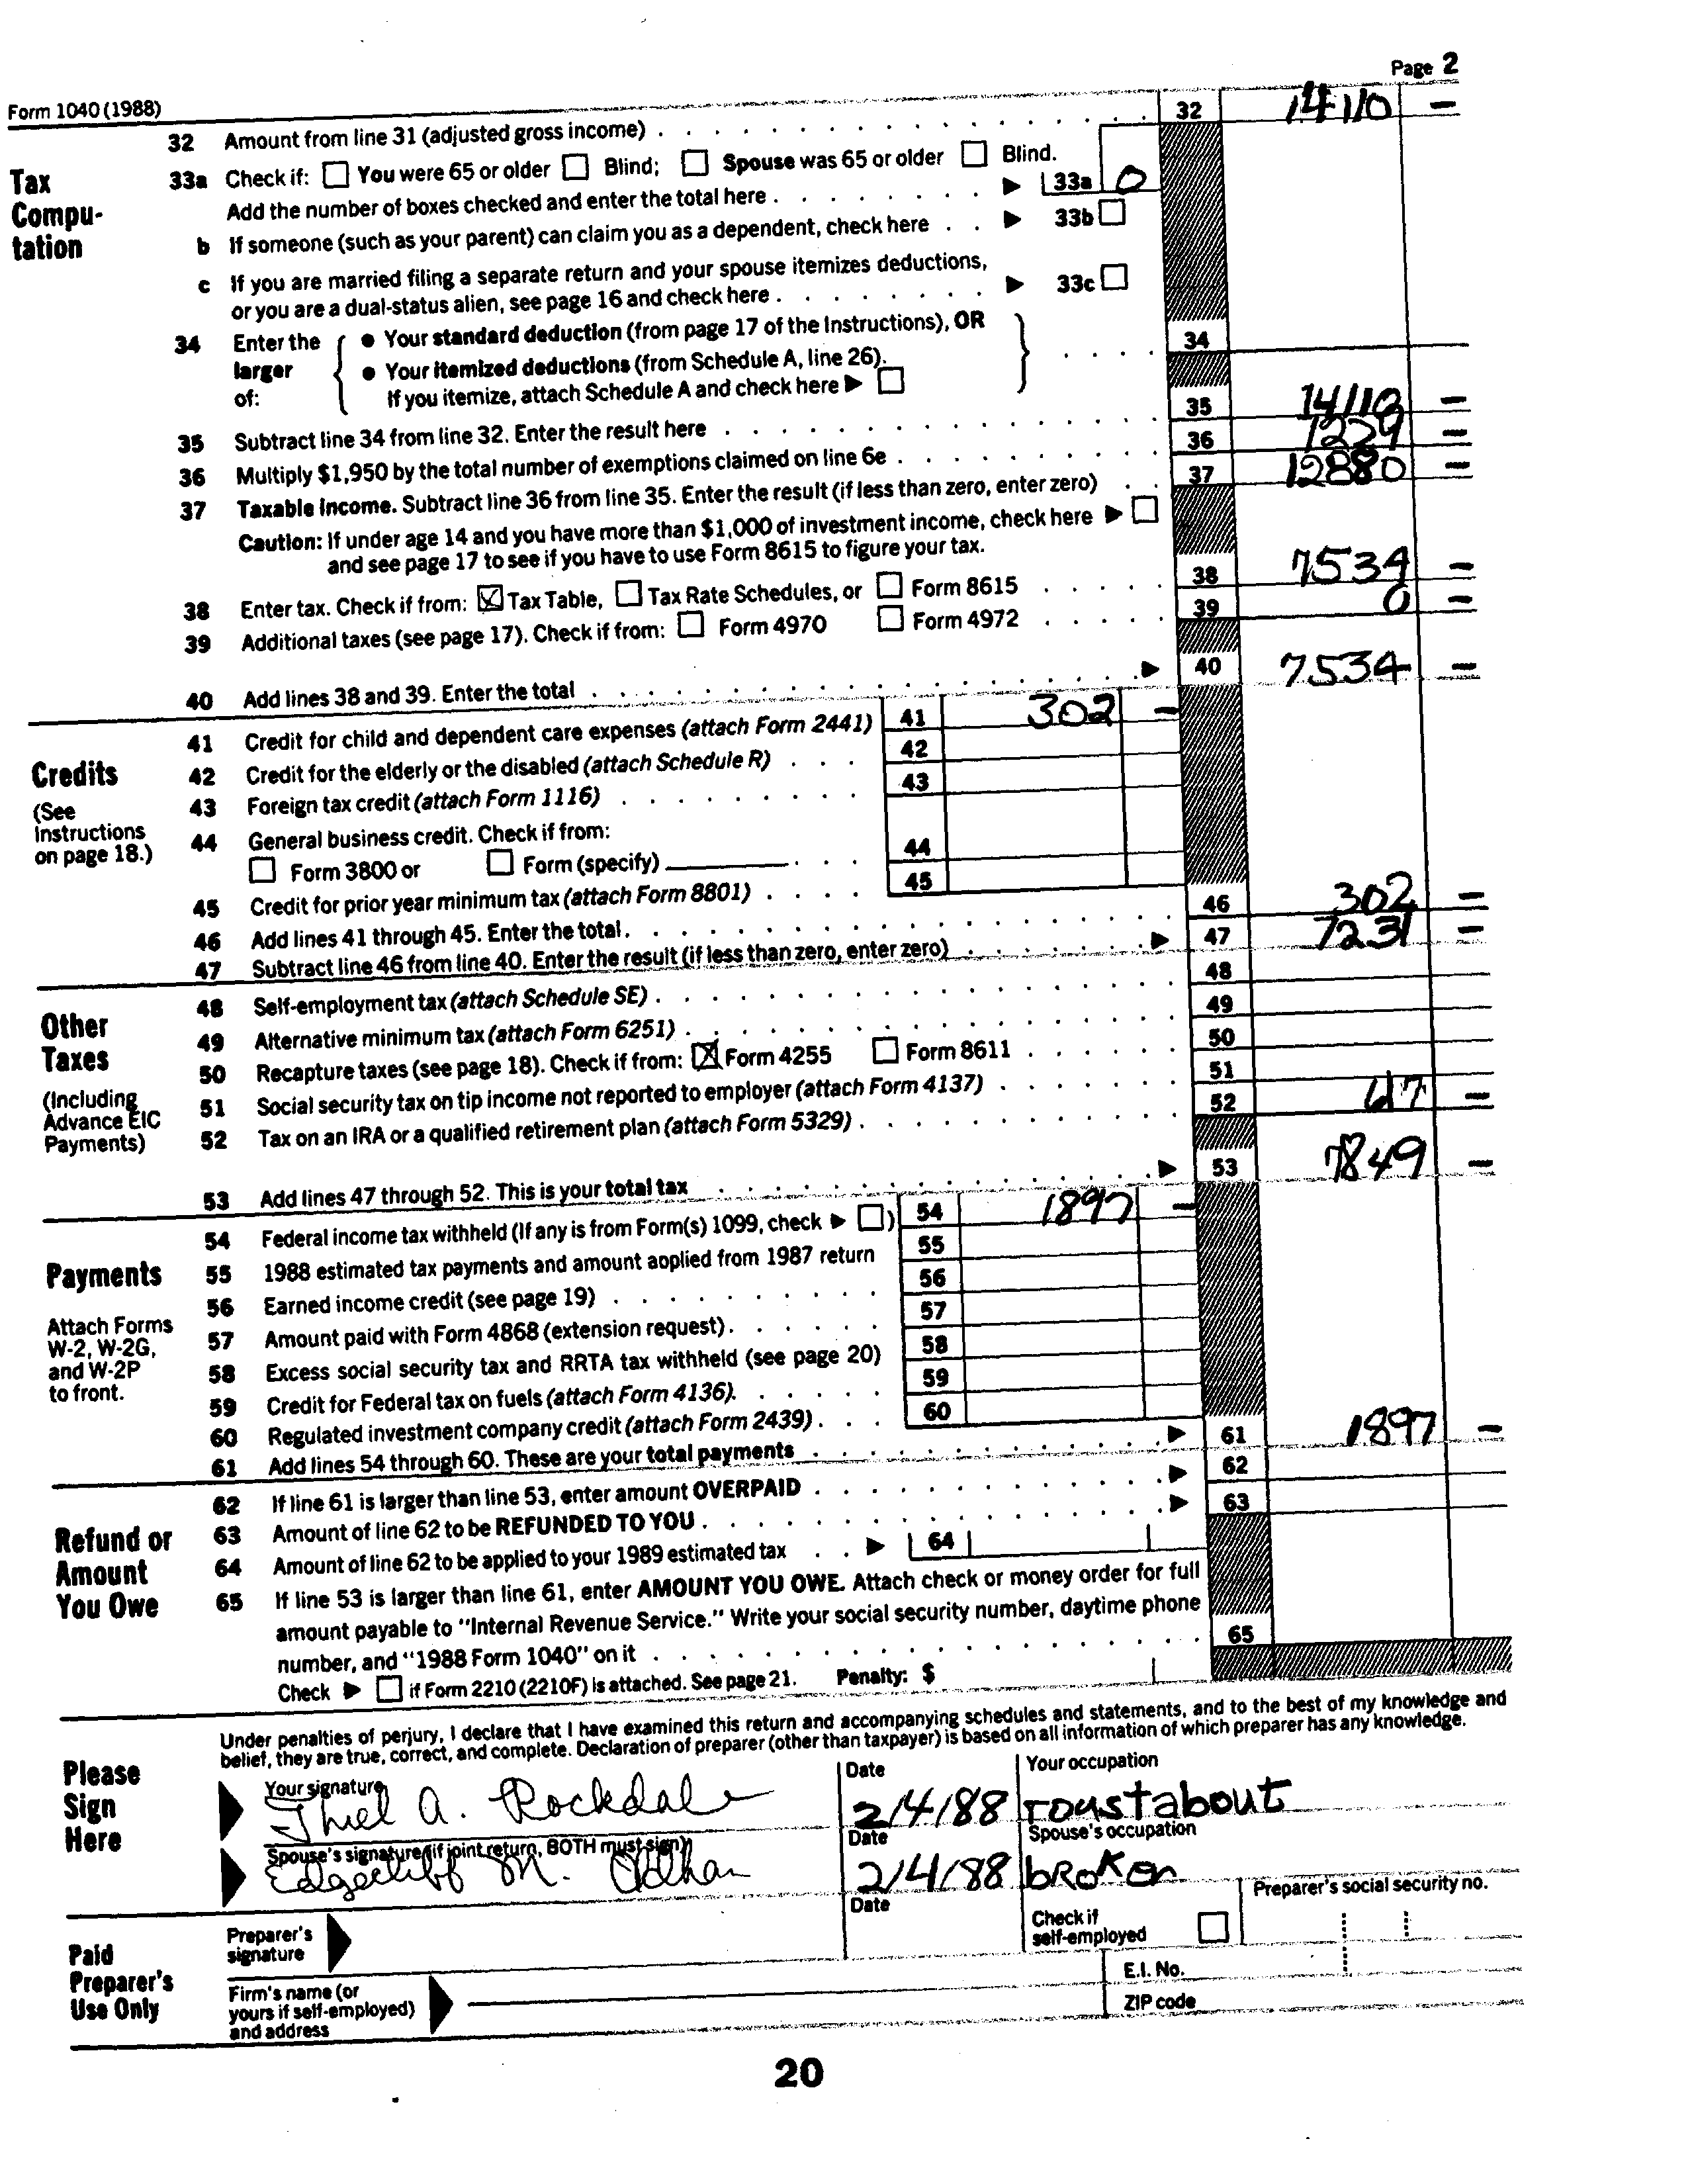 Page 2
Form 1040 (1988)
32 Amount from line 31 (adjusted gross income) 32 14110 –
Tax Compu-tation
33a Check if: You were 65 or older Blind; Spouse was 65 or older Blind.
Add the number of boxes checked and enter the total here 33a 0
b If someone (such as your parent) can claim you as a dependent, check here 33b
c If you are married filing a separate return and your spouse itemizes deductions,
or you are a dual-status alien, see page 16 and check here 33c
34 Enter the larger of: { • Your standard deduction (from page 17 of the Instructions), OR
• Your itemized deductions (from Schedule A, line 26).
If you itemize, attach Schedule A and check here } 34
35 Subtract line 34 from line 32. Enter the result here 35 14110 –
36 Multiply $1,950 by the total number of exemptions claimed on line 6e 36 1229 –
37 Taxable income. Subtract line 36 from line 35. Enter the result (if less than zero, enter zero) 37 12880 –
Caution: If under age 14 and you have more than $1,000 of investment income, check here
and see page 17 to see if you have to use Form 8615 to figure your tax.
38 Enter tax. Check if from: X Tax Table, Tax Rate Schedules, or Form 8615 38 7534 –
39 Additional taxes (see page 17). Check if from: Form 4970 Form 4972 39 0 –
40 Add lines 38 and 39. Enter the total 40 7534 –
Credits
(See Instructions on page 18.)
41 Credit for child and dependent care expenses (attach Form 2441) 41 302 –
42 Credit for the elderly or the disabled (attach Schedule R) 42
43 Foreign tax credit (attach Form 1116) 43
44 General business credit. Check if from:
Form 3800 or Form (specify) 44
45 Credit for prior year minimum tax (attach Form 8801) 45
46 Add lines 41 through 45. Enter the total 46 302 –
47 Subtract line 46 from line 40. Enter the result (if less than zero, enter zero) 47 7231 –
Other Taxes
(Including Advance EIC Payments)
48 Self-employment tax (attach Schedule SE) 48
49 Alternative minimum tax (attach Form 6251) 49
50 Recapture taxes (see page 18). Check if from: X Form 4255 Form 8611 50
51 Social security tax on tip income not reported to employer (attach Form 4137) 51
52 Tax on an IRA or a qualified retirement plan (attach Form 5329) 52 617 –
53 Add lines 47 through 52. This is your total tax 53 7849 –
Payments
Attach Forms W-2, W-2G, and W-2P to front.
54 Federal income tax withheld (If any is from Form(s) 1099, check ) 54 1897 –
55 1988 estimated tax payments and amount applied from 1987 return 55
56 Earned income credit (see page 19) 56
57 Amount paid with Form 4868 (extension request) 57
58 Excess social security tax and RRTA tax withheld (see page 20) 58
59 Credit for Federal tax on fuels (attach Form 4136). 59
60 Regulated investment company credit (attach Form 2439) 60
61 Add lines 54 through 60. These are your total payments 61 1897 –
Refund or Amount You Owe
62 If line 61 is larger than line 53, enter amount OVERPAID 62
63 Amount of line 62 to be REFUNDED TO YOU 63
64 Amount of line 62 to be applied to your 1989 estimated tax 64
65 If line 53 is larger than line 61, enter AMOUNT YOU OWE. Attach check or money order for full
amount payable to "Internal Revenue Service." Write your social security number, daytime phone
number, and "1988 Form 1040" on it 65
Check if Form 2210 (2210F) is attached. See page 21. Penalty: $
Please Sign Here
Under penalties of perjury, I declare that I have examined this return and accompanying schedules and statements, and to the best of my knowledge and
belief, they are true, correct, and complete. Declaration of preparer (other than taxpayer) is based on all information of which preparer has any knowledge.
Your signature Date Your occupation
Thiel A. Rockdale 2/4/88 roustabout
Spouse's signature (if joint return, BOTH must sign) Date Spouse's occupation
Edgecliff M. Oldhan 2/4/88 broker
Paid Preparer's Use Only
Preparer's signature Date Check if self-employed Preparer's social security no.
Firm's name (or yours if self-employed) and address E.I. No.
ZIP code
20